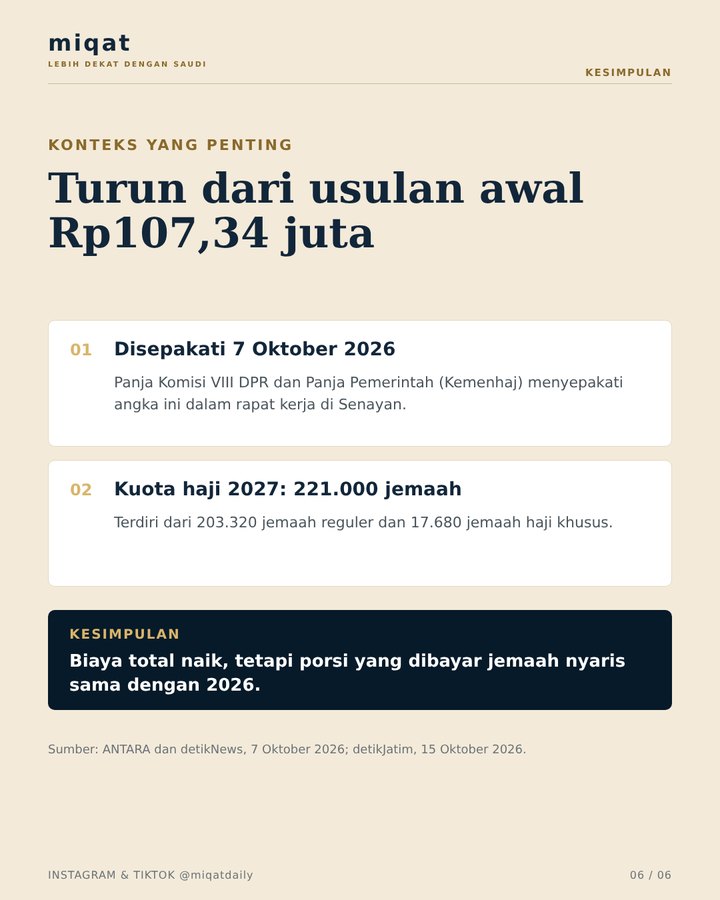 miqat
LEBIH DEKAT DENGAN SAUDI
KESIMPULAN
KONTEKS YANG PENTING
Turun dari usulan awal
Rp107,34 juta
01
Disepakati 7 Oktober 2026
Panja Komisi VIII DPR dan Panja Pemerintah (Kemenhaj) menyepakati
angka ini dalam rapat kerja di Senayan.
02
Kuota haji 2027: 221.000 jemaah
Terdiri dari 203.320 jemaah reguler dan 17.680 jemaah haji khusus.
KESIMPULAN
Biaya total naik, tetapi porsi yang dibayar jemaah nyaris
sama dengan 2026.
Sumber: ANTARA dan detikNews, 7 Oktober 2026; detikJatim, 15 Oktober 2026.
INSTAGRAM & TIKTOK @miqatdaily
06 / 06